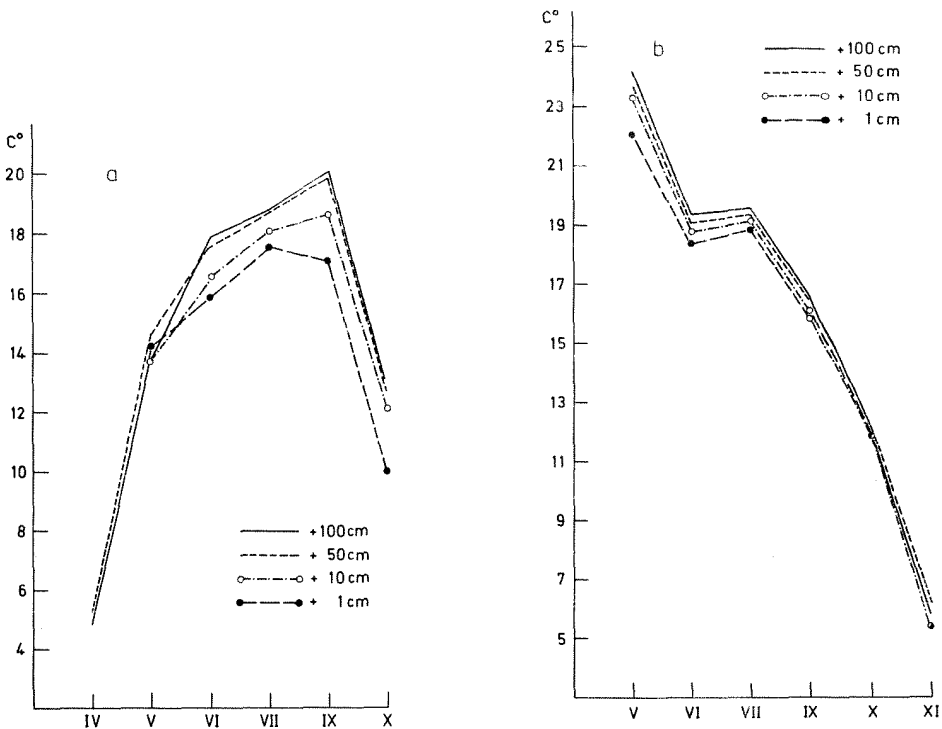 C°
a
20
18
16
14
12
10
8
6
4
+100cm
+ 50cm
+ 10cm
+ 1cm
IV V VI VII IX X
C°
b
25
23
21
19
17
15
13
11
9
7
5
+100cm
+ 50cm
+ 10cm
+ 1cm
V VI VII IX X XI